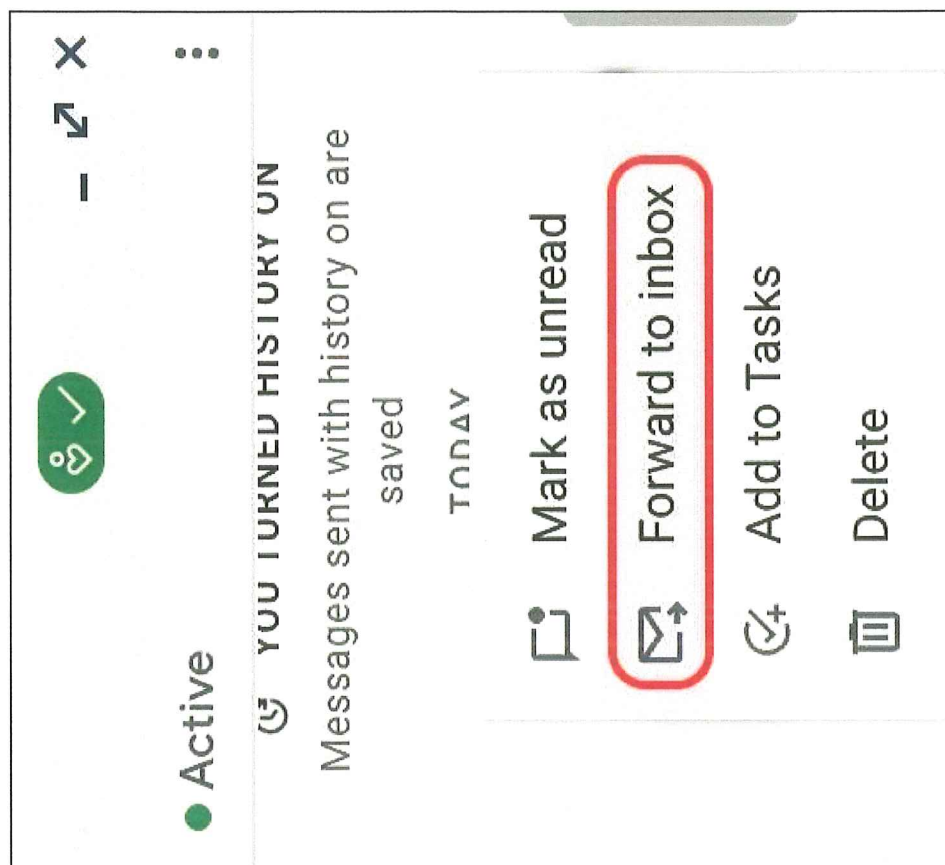 Active
YOU TURNED HISTORY ON
Messages sent with history on are
saved
TODAY
Mark as unread
Forward to inbox
Add to Tasks
Delete